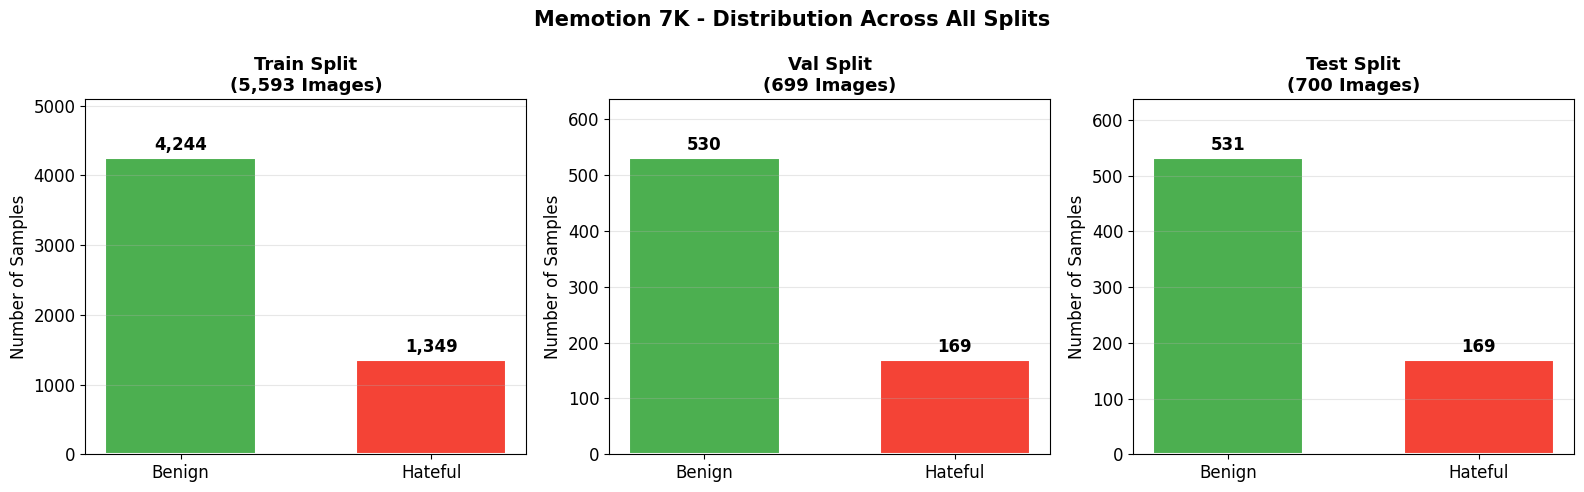 Memotion 7K - Distribution Across All Splits
Train Split
(5,593 Images)
Number of Samples
5000
4000
3000
2000
1000
0
4,244
1,349
Benign
Hateful
Val Split
(699 Images)
Number of Samples
600
500
400
300
200
100
0
530
169
Benign
Hateful
Test Split
(700 Images)
Number of Samples
600
500
400
300
200
100
0
531
169
Benign
Hateful